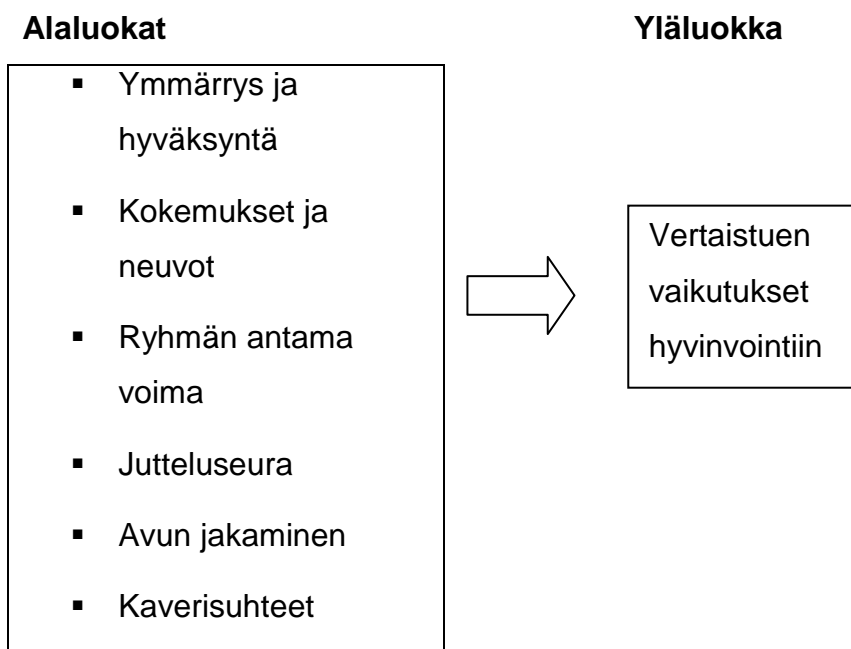 Alaluokat Yläluokka
▪ Ymmärrys ja
hyväksyntä
▪ Kokemukset ja
neuvot
▪ Ryhmän antama
voima
▪ Jutteluseura
▪ Avun jakaminen
▪ Kaverisuhteet
Vertaistuen
vaikutukset
hyvinvointiin